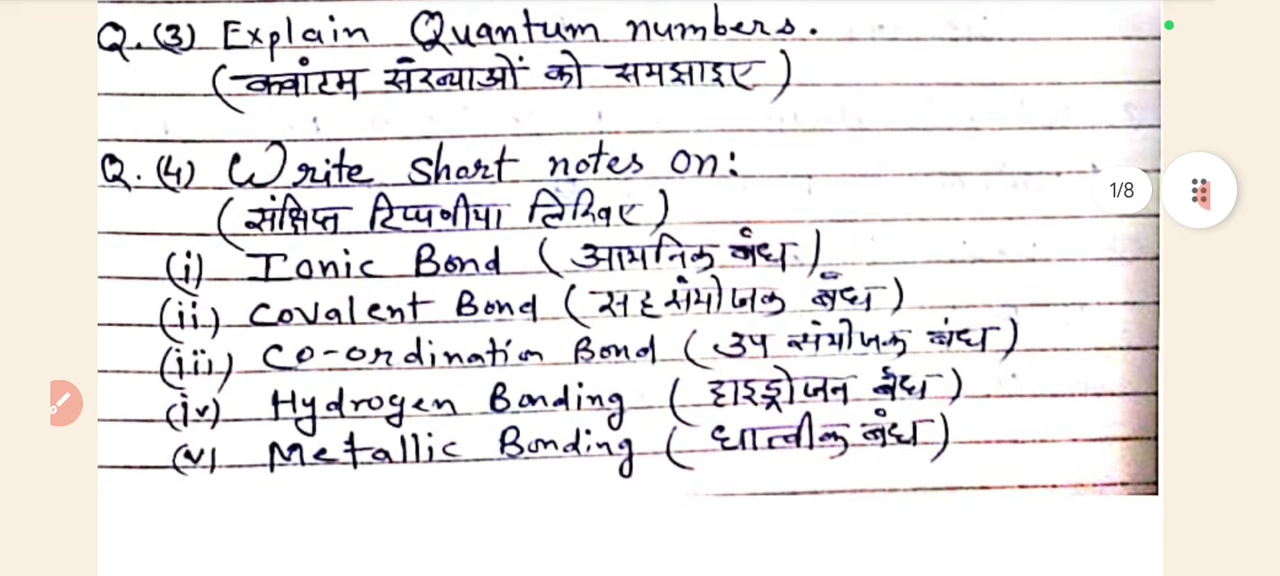 Q. (3) Explain Quantum numbers.
(क्वांटम संख्याओं को समझाइए)
Q. (4) Write short notes on:
(संक्षिप्त टिप्पणीया लिखिए)
(i) Ionic Bond (आयनिक बंध)
(ii) Covalent Bond (सह संयोजक बंध)
(iii) Co-ordination Bond (उप संयोजक बंध)
(iv) Hydrogen Bonding (हाइड्रोजन बंध)
(v) Metallic Bonding (धात्वीक बंध)
1/8